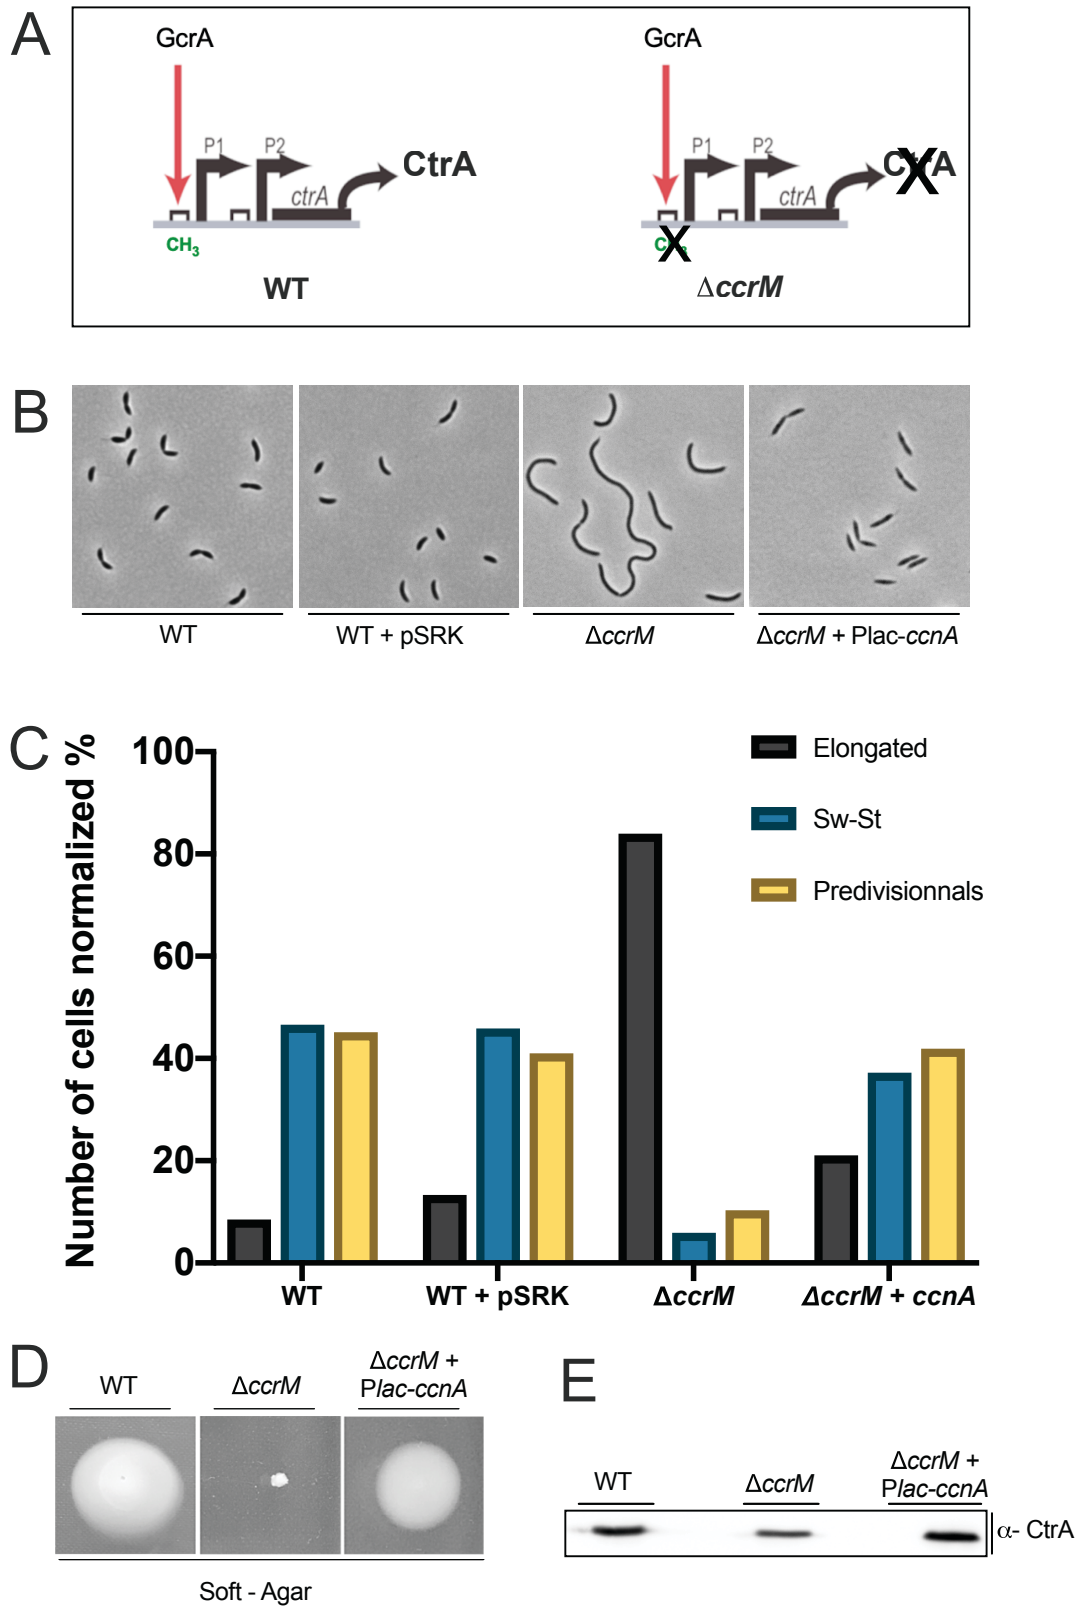 A
GcrA
GcrA
P1
P2
P1
P2
CtrA
CtrA
X
ctrA
ctrA
CH3
X
WT
ΔccrM
B
WT
WT + pSRK
ΔccrM
ΔccrM + Plac-ccnA
C
Number of cells normalized %
100
80
60
40
20
0
Elongated
Sw-St
Predivisionnals
WT
WT + pSRK
ΔccrM
ΔccrM + ccnA
D
WT
ΔccrM
ΔccrM +
Plac-ccnA
Soft - Agar
E
WT
ΔccrM
ΔccrM +
Plac-ccnA
α- CtrA